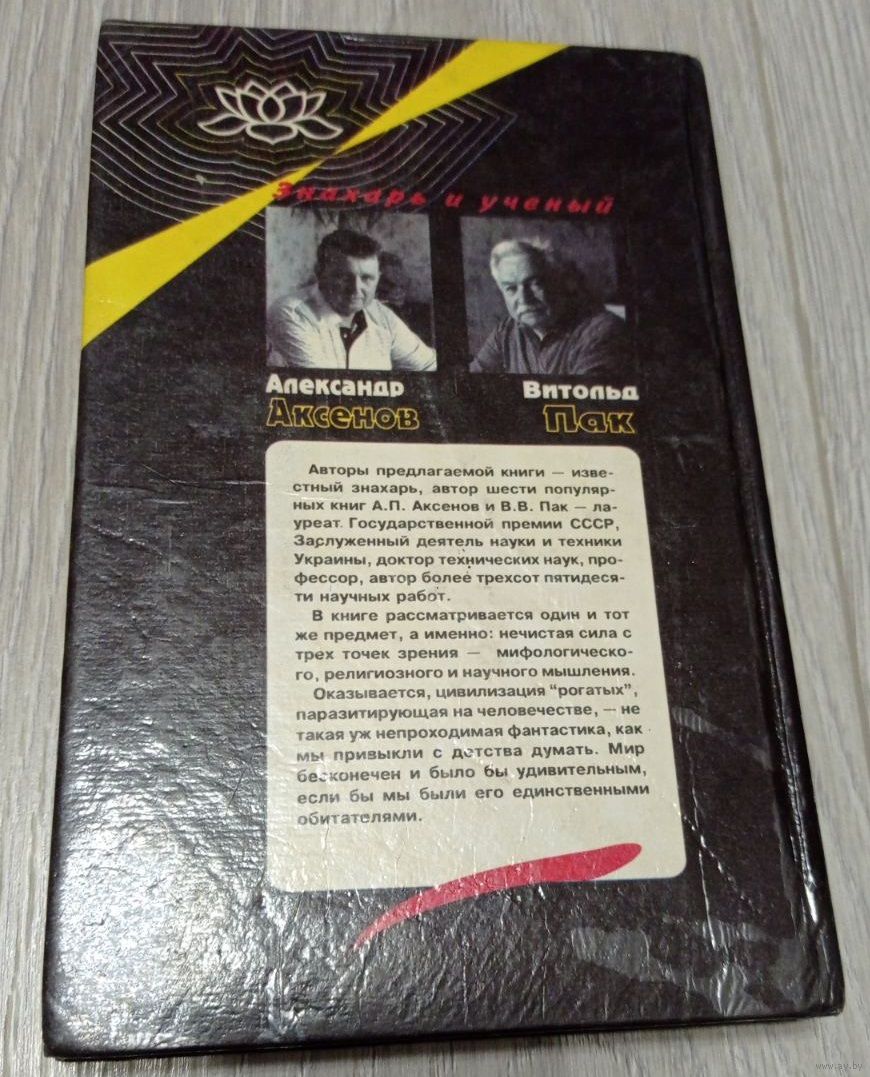 Знахарь и ученый
Александр
Аксенов
Витольд
Пак
Авторы предлагаемой книги — изве-
стный знахарь, автор шести популяр-
ных книг А.П. Аксенов и В.В. Пак — ла-
уреат Государственной премии СССР,
Заслуженный деятель науки и техники
Украины, доктор технических наук, про-
фессор, автор более трехсот пятидеся-
ти научных работ.
В книге рассматривается один и тот
же предмет, а именно: нечистая сила с
трех точек зрения — мифологическо-
го, религиозного и научного мышления.
Оказывается, цивилизация "рогатых",
паразитирующая на человечестве, — не
такая уж непроходимая фантастика, как
мы привыкли с детства думать. Мир
бесконечен и было бы удивительным,
если бы мы были его единственными
обитателями.
www.ay.by